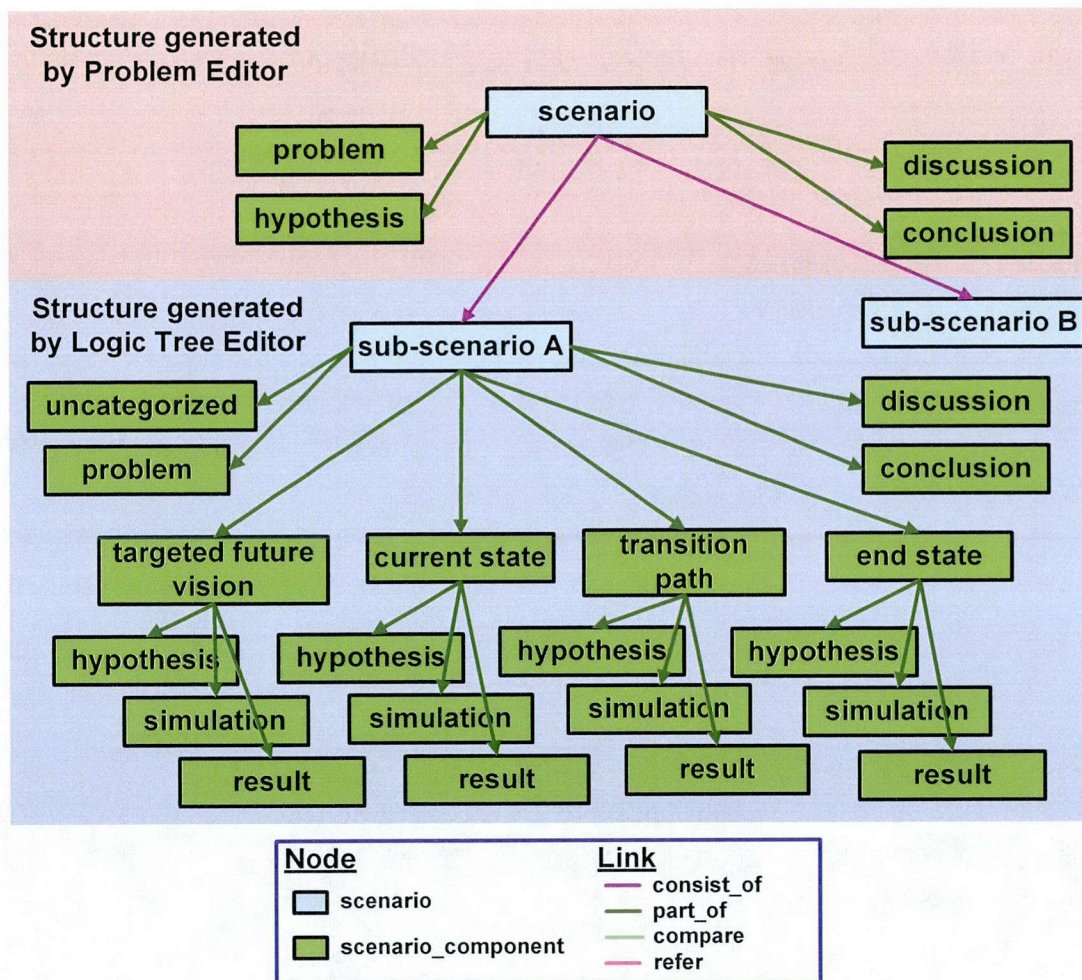 Structure generated
by Problem Editor
scenario
problem
hypothesis
discussion
conclusion
Structure generated
by Logic Tree Editor
sub-scenario A
sub-scenario B
uncategorized
problem
discussion
conclusion
targeted future
vision
current state
transition
path
end state
hypothesis
simulation
result
hypothesis
simulation
result
hypothesis
simulation
result
hypothesis
simulation
result
Node
scenario
scenario_component
Link
consist_of
part_of
compare
refer